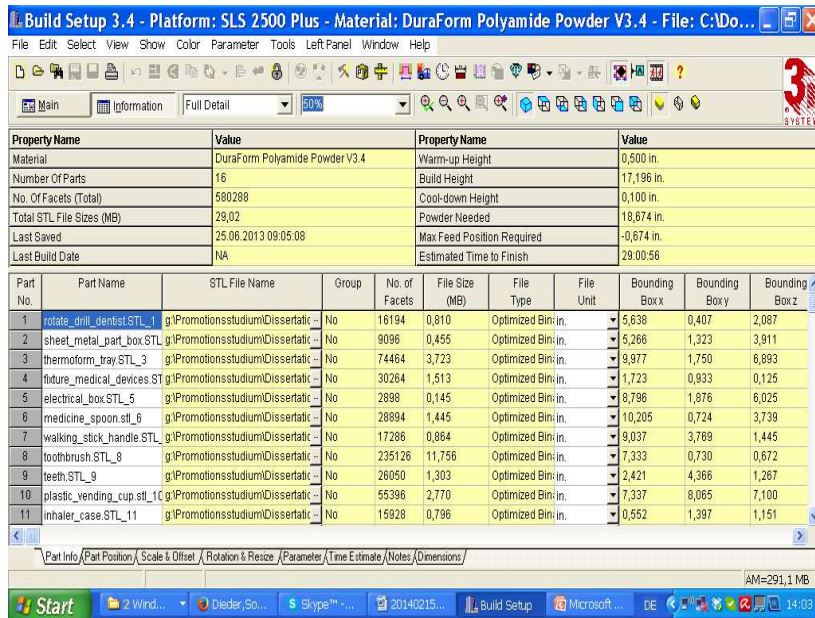 Build Setup 3.4 - Platform: SLS 2500 Plus - Material: DuraForm Polyamide Powder V3.4 - File: C:\Do...
File Edit Select View Show Color Parameter Tools Left Panel Window Help
Main Information Full Detail 50%
3D SYSTEM
Property Name Value Property Name Value
Material DuraForm Polyamide Powder V3.4 Warm-up Height 0,500 in.
Number Of Parts 16 Build Height 17,196 in.
No. Of Facets (Total) 580288 Cool-down Height 0,100 in.
Total STL File Sizes (MB) 29,02 Powder Needed 18,674 in.
Last Saved 25.06.2013 09:05:08 Max Feed Position Required -0,674 in.
Last Build Date NA Estimated Time to Finish 29:00:56
Part Part Name STL File Name Group No. of File Size File File Bounding Bounding Bounding
No. Facets (MB) Type Unit Box x Box y Box z
1 rotate_drill_dentist.STL_1 g:\Promotionsstudium\Dissertatic ... No 16194 0,810 Optimized Bin: in. 5,638 0,407 2,087
2 sheet_metal_part_box.STL g:\Promotionsstudium\Dissertatic ... No 9096 0,455 Optimized Bin: in. 5,266 1,323 3,911
3 thermoform_tray.STL_3 g:\Promotionsstudium\Dissertatic ... No 74464 3,723 Optimized Bin: in. 9,977 1,750 6,893
4 fixture_medical_devices.ST g:\Promotionsstudium\Dissertatic ... No 30264 1,513 Optimized Bin: in. 1,723 0,933 0,125
5 electrical_box.STL_5 g:\Promotionsstudium\Dissertatic ... No 2898 0,145 Optimized Bin: in. 8,796 1,876 6,025
6 medicine_spoon.stl_6 g:\Promotionsstudium\Dissertatic ... No 28894 1,445 Optimized Bin: in. 10,205 0,724 3,739
7 walking_stick_handle.STL_ g:\Promotionsstudium\Dissertatic ... No 17286 0,864 Optimized Bin: in. 9,037 3,769 1,445
8 toothbrush.STL_8 g:\Promotionsstudium\Dissertatic ... No 235126 11,756 Optimized Bin: in. 7,333 0,730 0,672
9 teeth.STL_9 g:\Promotionsstudium\Dissertatic ... No 26050 1,303 Optimized Bin: in. 2,421 4,366 1,267
10 plastic_vending_cup.stl_10 g:\Promotionsstudium\Dissertatic ... No 55396 2,770 Optimized Bin: in. 7,337 8,065 7,100
11 inhaler_case.STL_11 g:\Promotionsstudium\Dissertatic ... No 15928 0,796 Optimized Bin: in. 0,552 1,397 1,151
Part Info Part Position Scale & Offset Rotation & Resize Parameter Time Estimate Notes Dimensions
AM=291,1 MB
Start 2 Wind... Dieder,So... Skype™ -... 20140215... Build Setup Microsoft ... DE 14:03